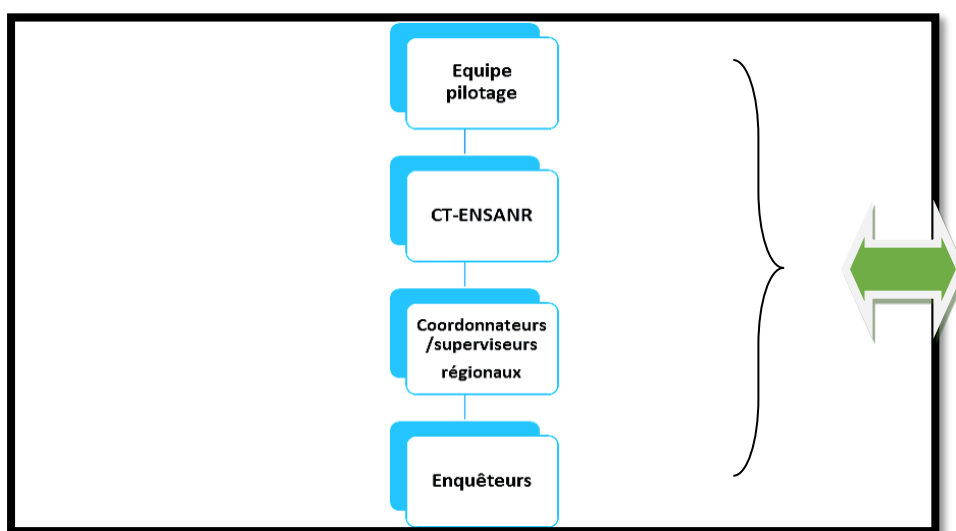 Equipe
pilotage
CT-ENSANR
Coordonnateurs
/superviseurs
régionaux
Enquêteurs